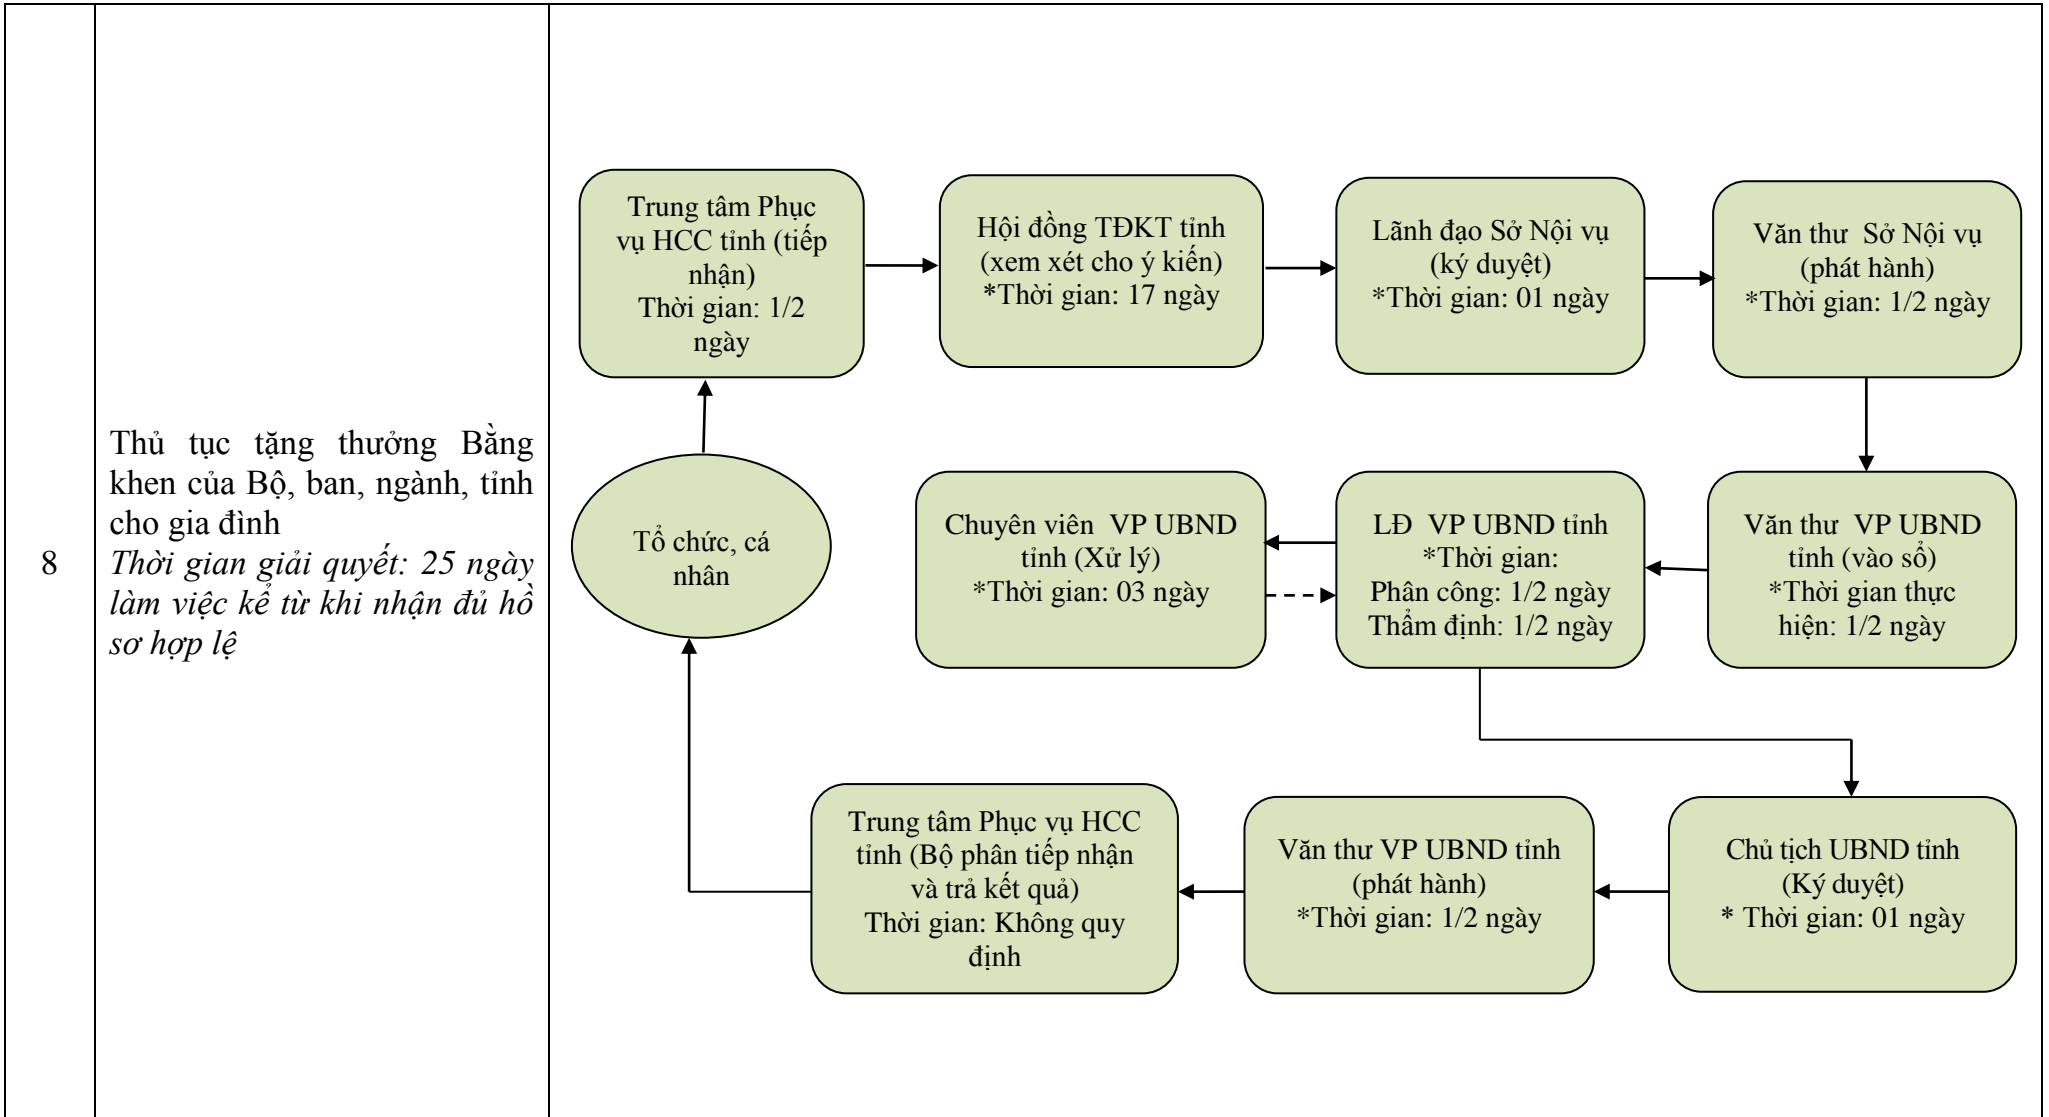 8
Thủ tục tặng thưởng Bằng
khen của Bộ, ban, ngành, tỉnh
cho gia đình
Thời gian giải quyết: 25 ngày
làm việc kể từ khi nhận đủ hồ
sơ hợp lệ
Trung tâm Phục
vụ HCC tỉnh (tiếp
nhận)
Thời gian: 1/2
ngày
Hội đồng TĐKT tỉnh
(xem xét cho ý kiến)
*Thời gian: 17 ngày
Lãnh đạo Sở Nội vụ
(ký duyệt)
*Thời gian: 01 ngày
Văn thư Sở Nội vụ
(phát hành)
*Thời gian: 1/2 ngày
Tổ chức, cá
nhân
Chuyên viên VP UBND
tỉnh (Xử lý)
*Thời gian: 03 ngày
LĐ VP UBND tỉnh
*Thời gian:
Phân công: 1/2 ngày
Thẩm định: 1/2 ngày
Văn thư VP UBND
tỉnh (vào sổ)
*Thời gian thực
hiện: 1/2 ngày
Trung tâm Phục vụ HCC
tỉnh (Bộ phân tiếp nhận
và trả kết quả)
Thời gian: Không quy
định
Văn thư VP UBND tỉnh
(phát hành)
*Thời gian: 1/2 ngày
Chủ tịch UBND tỉnh
(Ký duyệt)
* Thời gian: 01 ngày